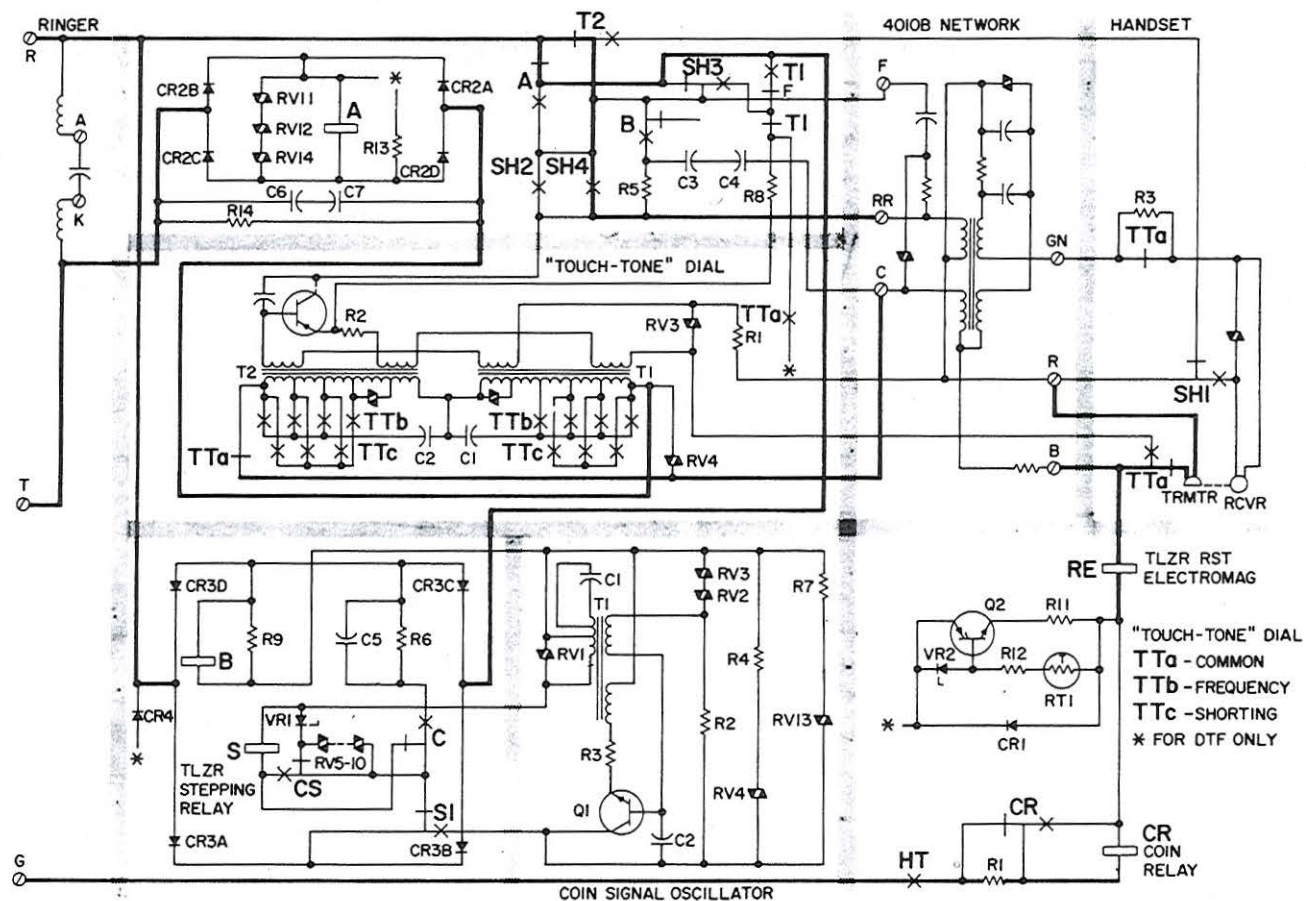 RINGER
T2
4010B NETWORK
HANDSET
R
CR2B
RV11
A
*
CR2A
A
SH3
T1
F
F
A
RV12
R13
B
T1
CR2C
RV14
CR2D
SH2
SH4
C6
C7
R5
C3
C4
R8
K
R14
RR
R3
TTa
GN
*
"TOUCH-TONE" DIAL
C
R2
RV3
TTa
R1
T2
T1
*
R
TTb
TTb
SH1
TTa
TTc
C2
C1
TTc
RV4
B
TTa
T
TRMTR
RCVR
CR3D
CR3C
C1
RV3
RE
TLZR RST
ELECTROMAG
T1
RV2
R7
R9
C5
R6
Q2
R11
B
RV1
R4
"TOUCH-TONE" DIAL
VR2
R12
TTa - COMMON
CR4
VR1
C
R2
RV13
RT1
TTb - FREQUENCY
S
R3
*
TTc - SHORTING
*
RV5-10
CR1
* FOR DTF ONLY
TLZR
STEPPING
RELAY
CS
RV4
S1
Q1
CR3A
CR3B
C2
CR
CR
COIN
RELAY
G
HT
R1
COIN SIGNAL OSCILLATOR